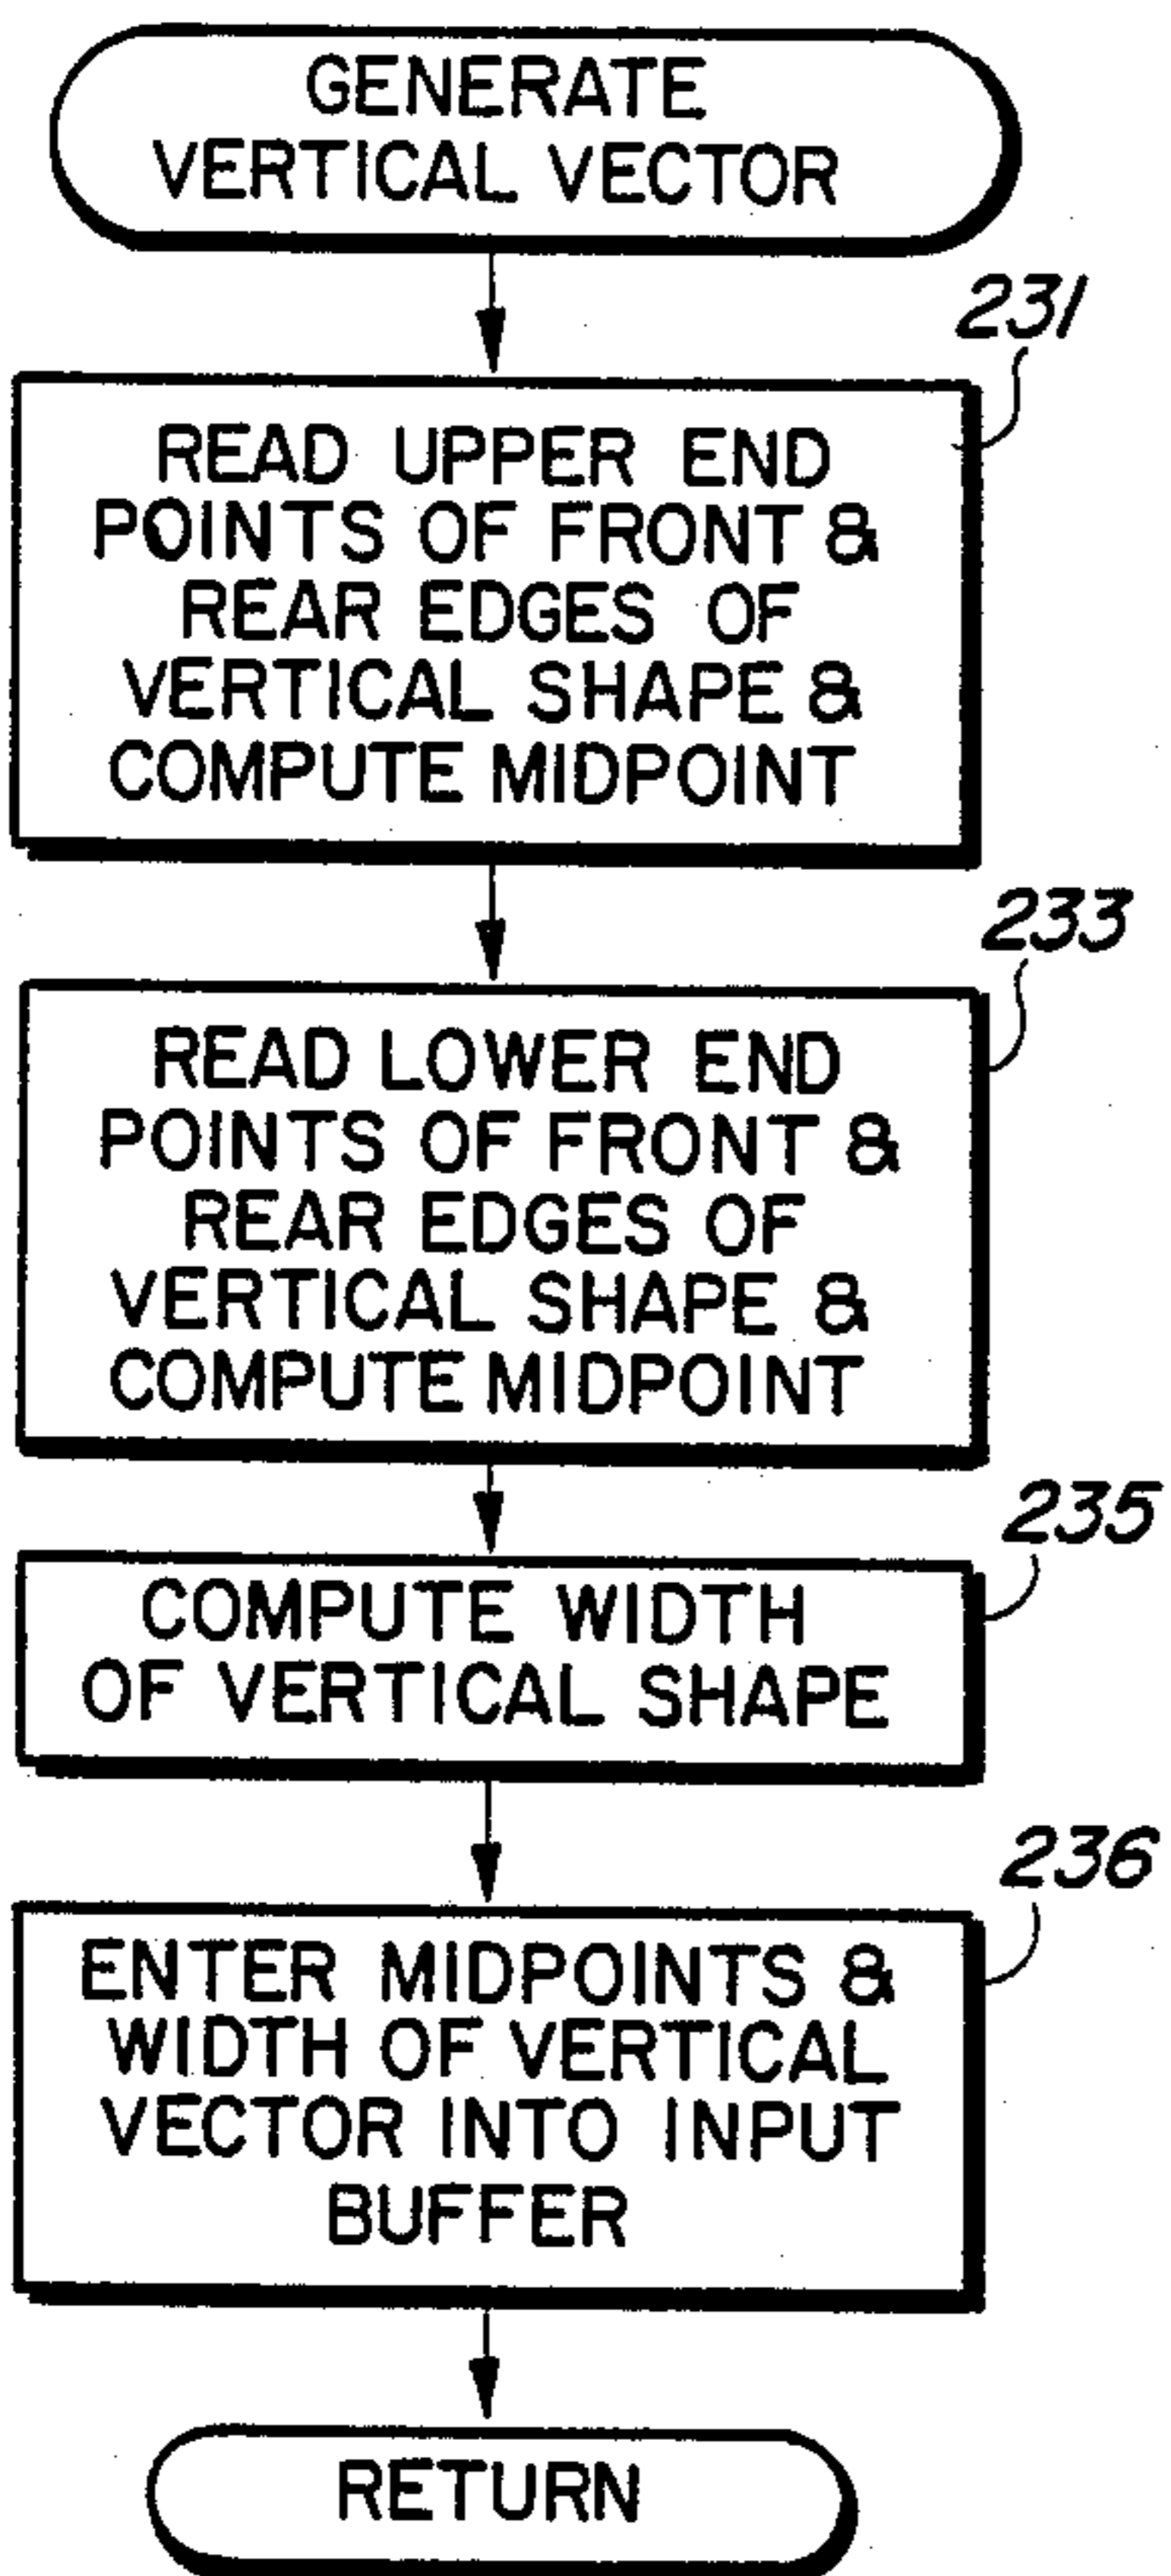 GENERATE
VERTICAL VECTOR
231
READ UPPER END
POINTS OF FRONT &
REAR EDGES OF
VERTICAL SHAPE &
COMPUTE MIDPOINT
233
READ LOWER END
POINTS OF FRONT &
REAR EDGES OF
VERTICAL SHAPE &
COMPUTE MIDPOINT
235
COMPUTE WIDTH
OF VERTICAL SHAPE
236
ENTER MIDPOINTS &
WIDTH OF VERTICAL
VECTOR INTO INPUT
BUFFER
RETURN